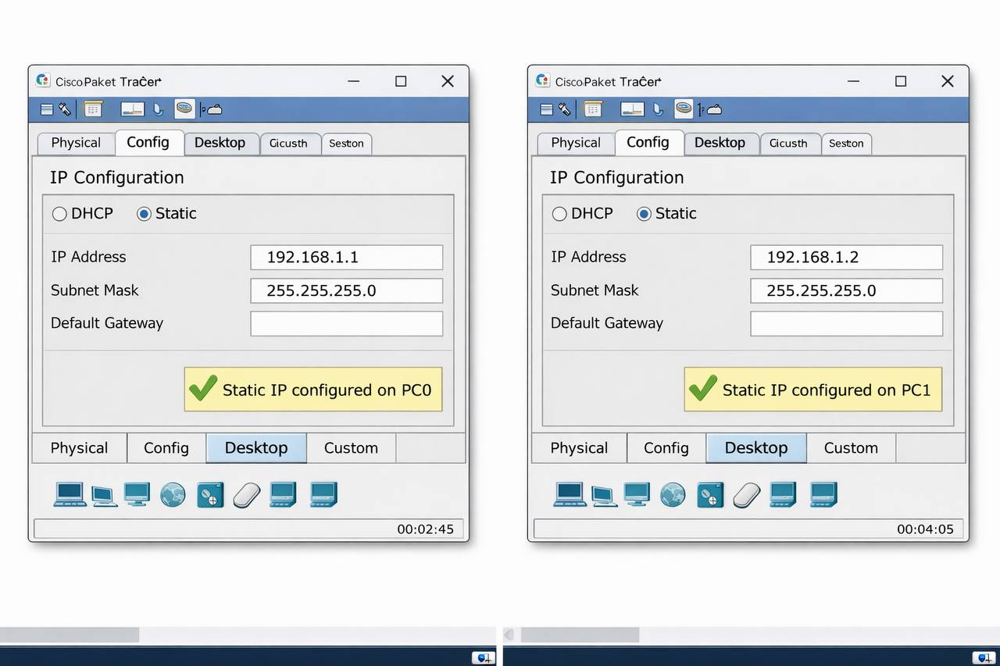 CiscoPaket Traĉer
Physical Config Desktop Gicusth Seston
IP Configuration
DHCP Static
IP Address 192.168.1.1
Subnet Mask 255.255.255.0
Default Gateway
Static IP configured on PC0
Physical Config Desktop Custom
00:02:45
CiscoPaket Traĉer
Physical Config Desktop Gicusth Seston
IP Configuration
DHCP Static
IP Address 192.168.1.2
Subnet Mask 255.255.255.0
Default Gateway
Static IP configured on PC1
Physical Config Desktop Custom
00:04:05